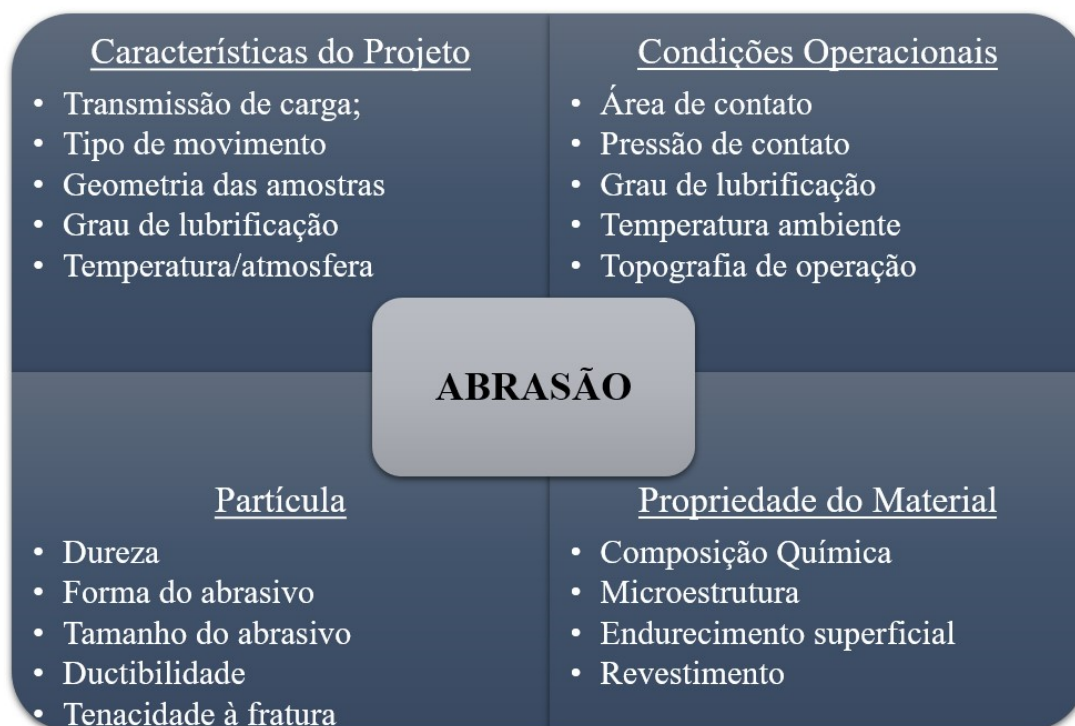 Características do Projeto
• Transmissão de carga;
• Tipo de movimento
• Geometria das amostras
• Grau de lubrificação
• Temperatura/atmosfera
Condições Operacionais
• Área de contato
• Pressão de contato
• Grau de lubrificação
• Temperatura ambiente
• Topografia de operação
ABRASÃO
Partícula
• Dureza
• Forma do abrasivo
• Tamanho do abrasivo
• Ductibilidade
• Tenacidade à fratura
Propriedade do Material
• Composição Química
• Microestrutura
• Endurecimento superficial
• Revestimento